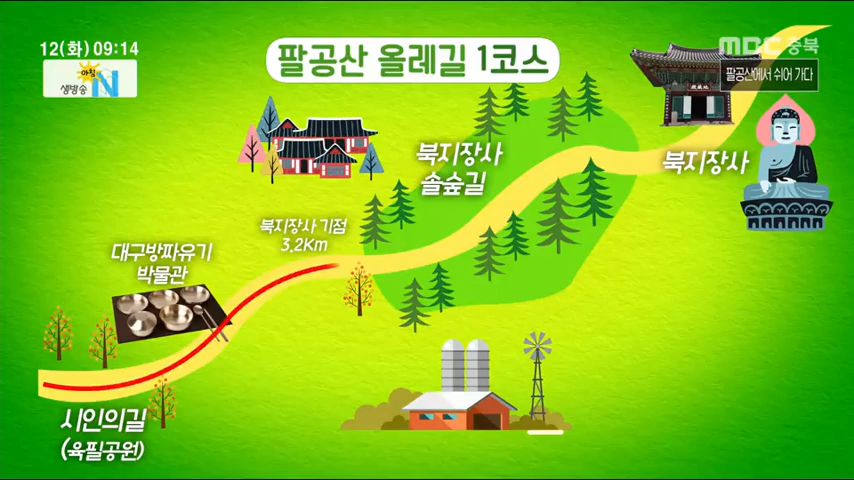 12(화) 09:14
아침
생방송
N
팔공산 올레길 1코스
MBC 충북
팔공산에서 쉬어 가다
북지장사
솔숲길
북지장사
북지장사 기점
3.2Km
대구방짜유기
박물관
시인의길
(육필공원)